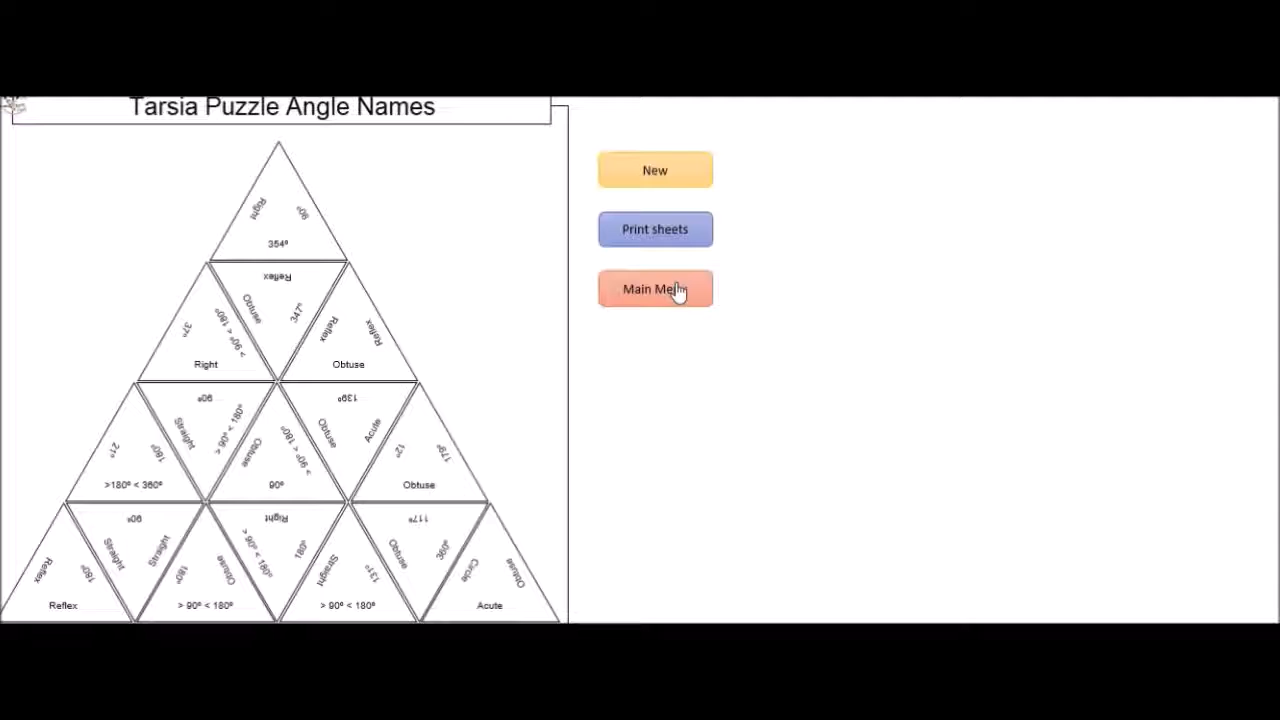 Tarsia Puzzle Angle Names
New
Print sheets
Main Menu
Right
90º
354º
Reflex
Obtuse
347º
37º
> 90º < 180º
Right
Reflex
Reflex
Obtuse
21º
180º
>180º < 360º
90º
Straight
> 90º < 180º
Obtuse
> 90º < 180º
90º
139º
Obtuse
Acute
12º
179º
Obtuse
Reflex
180º
Reflex
90º
Straight
Straight
180º
Obtuse
> 90º < 180º
Right
> 90º < 180º
180º
Straight
131º
> 90º < 180º
117º
Obtuse
360º
Circle
Obtuse
Acute